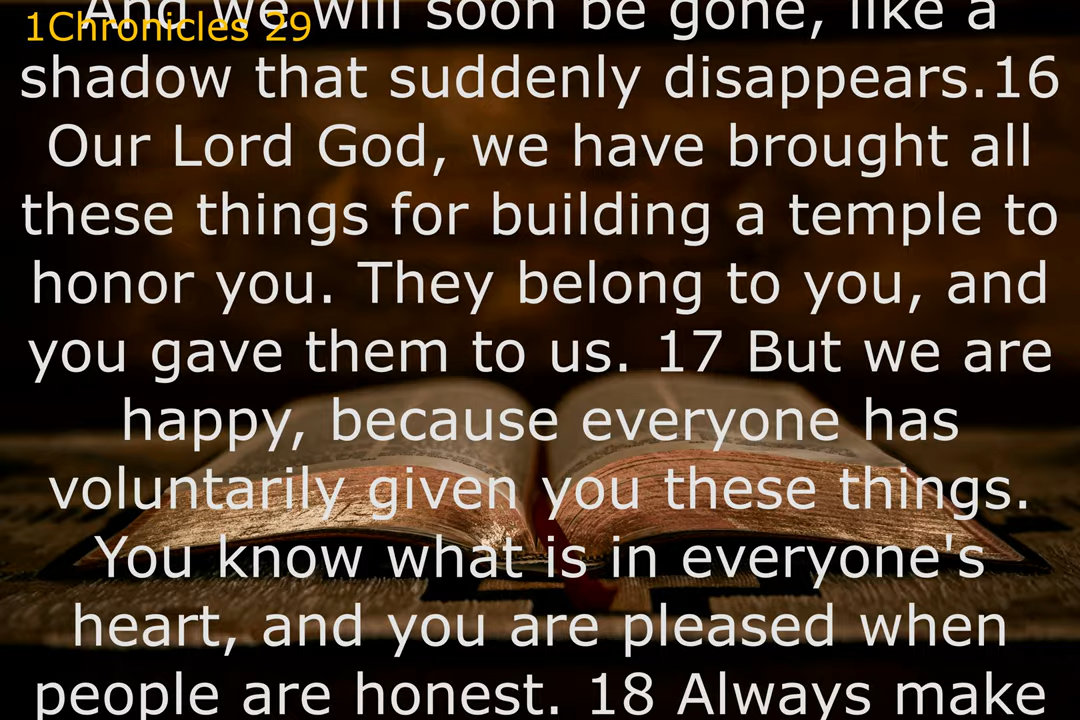 1Chronicles 29
And we will soon be gone, like a
shadow that suddenly disappears.16
Our Lord God, we have brought all
these things for building a temple to
honor you. They belong to you, and
you gave them to us. 17 But we are
happy, because everyone has
voluntarily given you these things.
You know what is in everyone's
heart, and you are pleased when
people are honest. 18 Always make